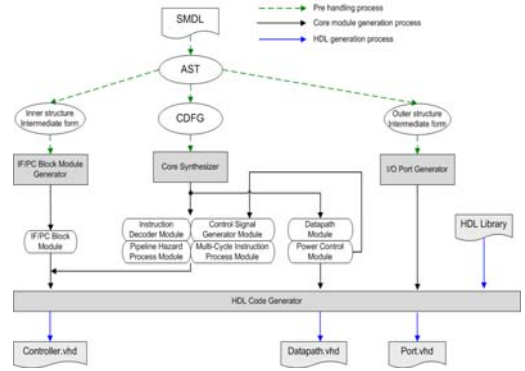 SMDL
Pre handling process
Core module generation process
HDL generation process
AST
Inner structure
Intermediate form
CDFG
Outer structure
Intermediate form
IF/PC Block Module
Generator
Core Synthesizer
I/O Port Generator
IF/PC Block
Module
Instruction
Decoder Module
Control Signal
Generator Module
Pipeline Hazard
Process Module
Multi-Cycle Instruction
Process Module
Datapath
Module
Power Control
Module
HDL Library
HDL Code Generator
Controller.vhd
Datapath.vhd
Port.vhd